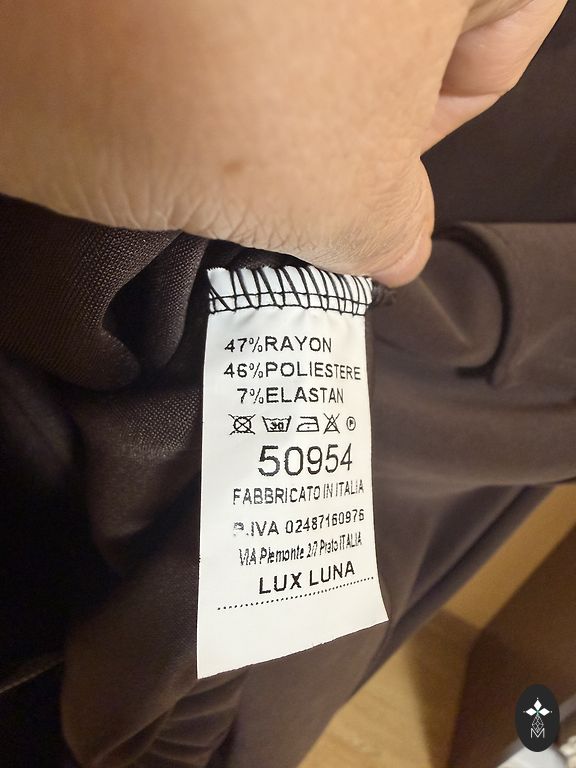 47%RAYON
46%POLIESTERE
7%ELASTAN
30 P
50954
FABBRICATO IN ITALIA
P.IVA 02487160976
VIA Piemonte 2/7 Prato ITALIA
LUX LUNA
M